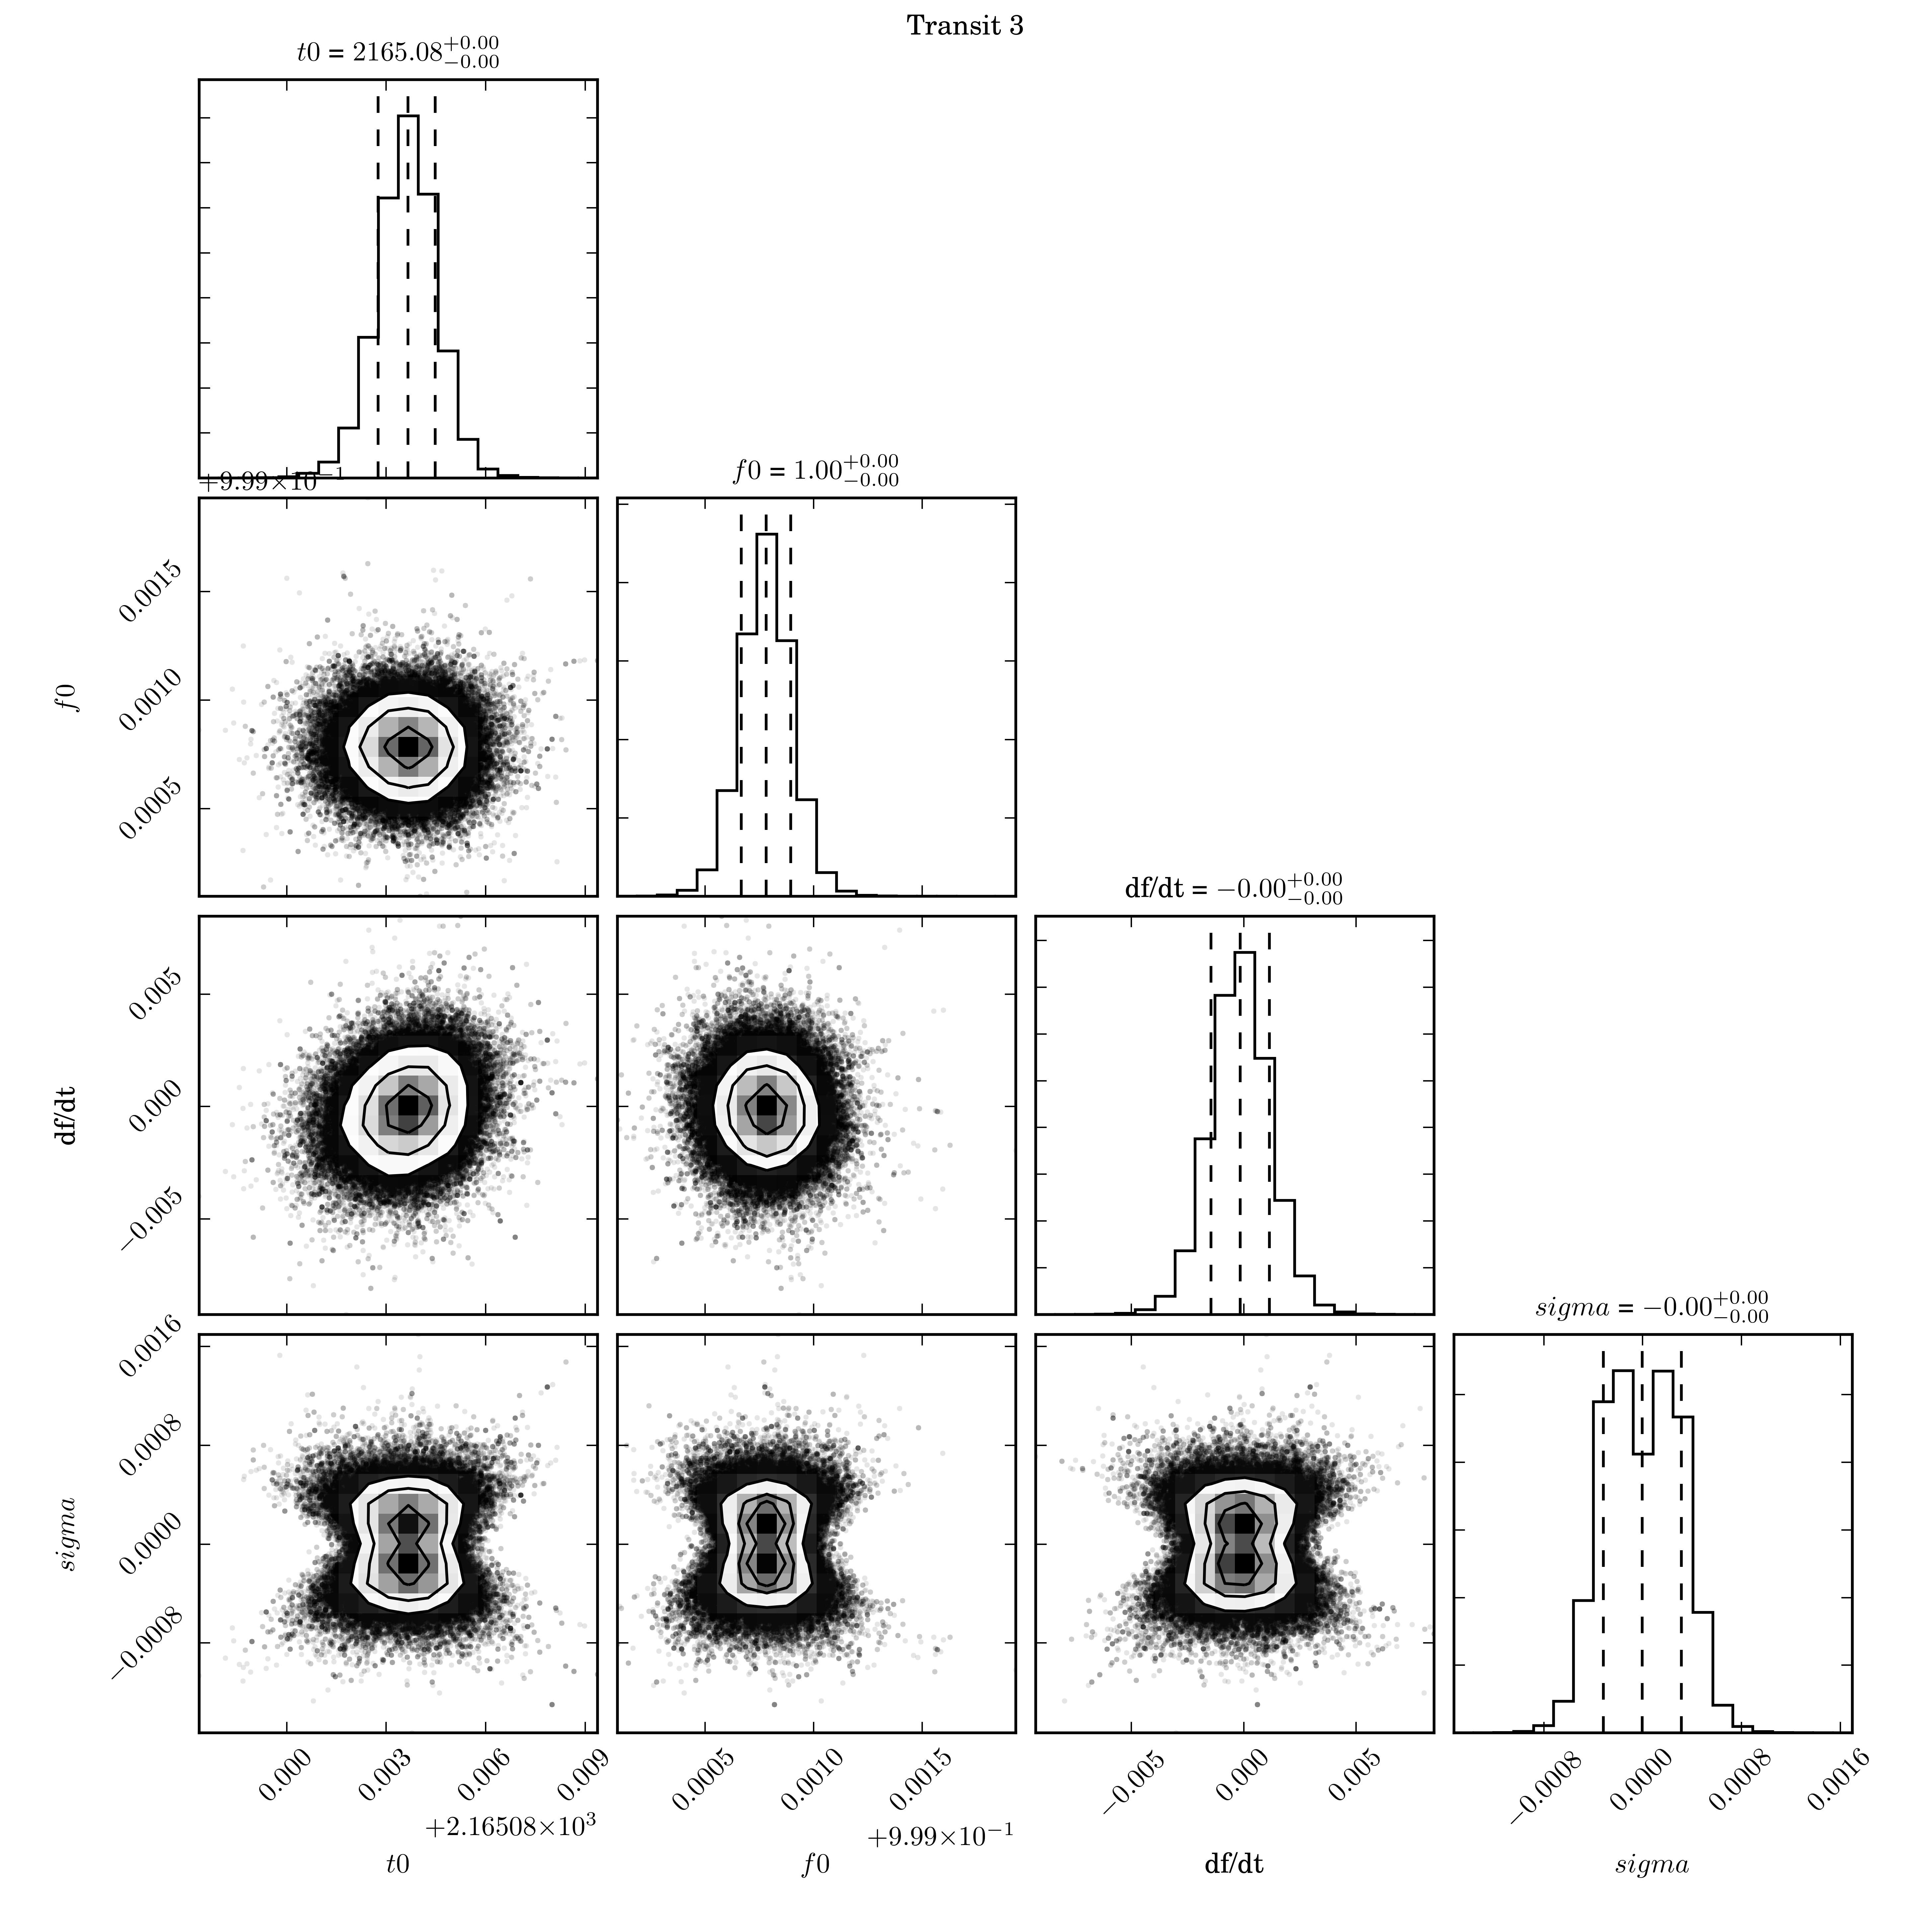 Transit 3
t0 = 2165.08+0.00 −0.00
+9.99×10−1
f0 = 1.00+0.00 −0.00
0.0015
0.0010
0.0005
f0
df/dt = −0.00+0.00 −0.00
0.005
0.000
−0.005
df/dt
sigma = −0.00+0.00 −0.00
0.0016
0.0008
0.0000
−0.0008
sigma
0.000 0.003 0.006 0.009
+2.16508×10³
t0
0.0005 0.0010 0.0015
+9.99×10−1
f0
−0.005 0.000 0.005
df/dt
−0.0008 0.0000 0.0008 0.0016
sigma